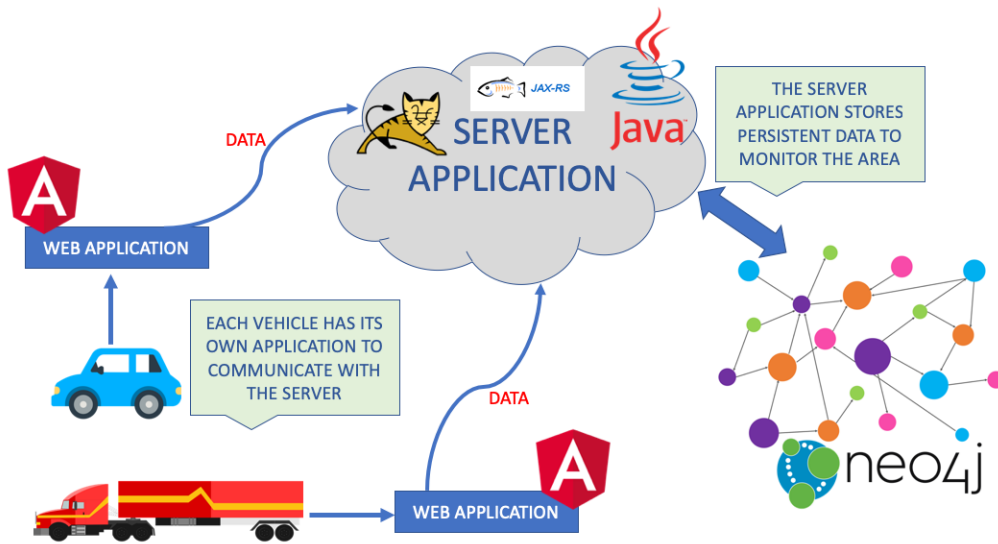 JAX-RS
Java
SERVER
APPLICATION
THE SERVER
APPLICATION STORES
PERSISTENT DATA TO
MONITOR THE AREA
DATA
WEB APPLICATION
EACH VEHICLE HAS ITS
OWN APPLICATION TO
COMMUNICATE WITH
THE SERVER
DATA
WEB APPLICATION
neo4j